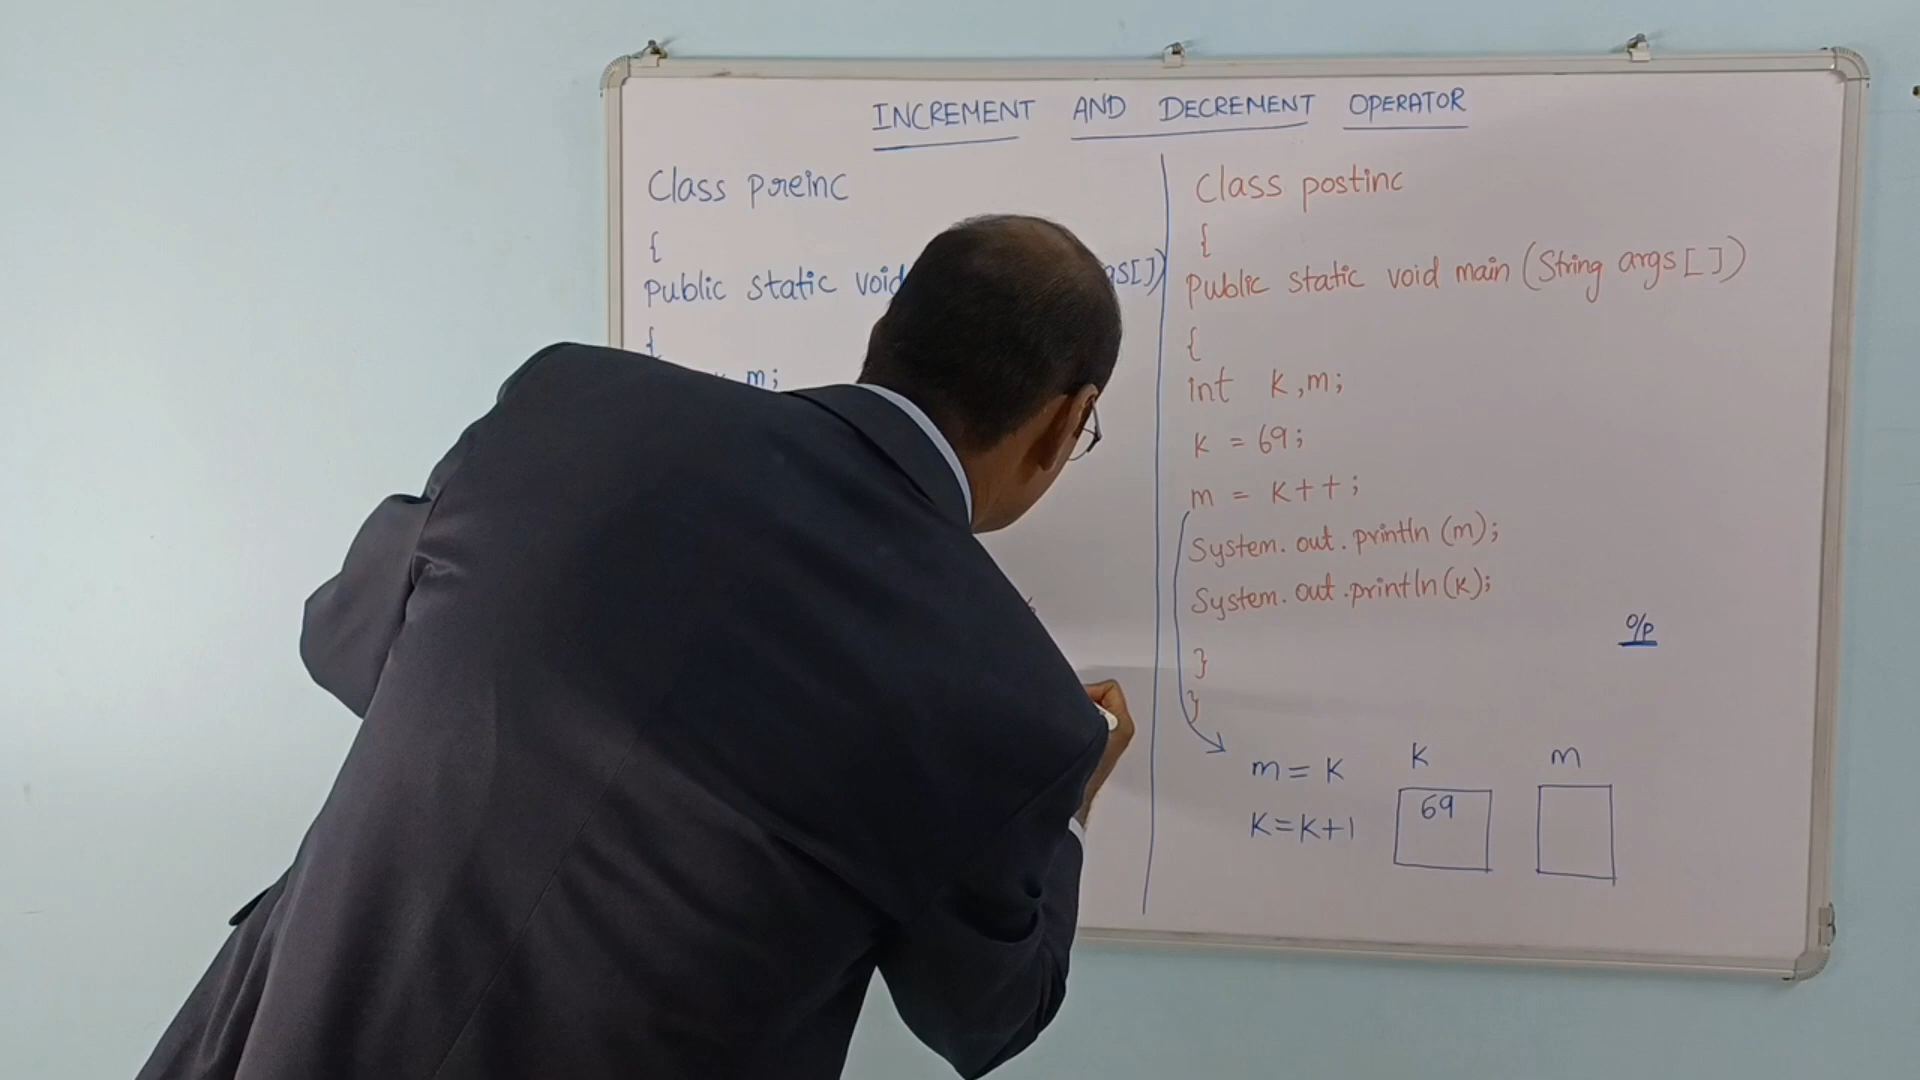 INCREMENT AND DECREMENT OPERATOR
Class preinc
{
Public static void
{
m;
Class postinc
{
Public static void main (String args [ ])
{
int k,m;
k = 69;
m = k++;
System.out.println (m);
System.out.println(k);
}
}
o/p
m = k
k=k+1
k
69
m